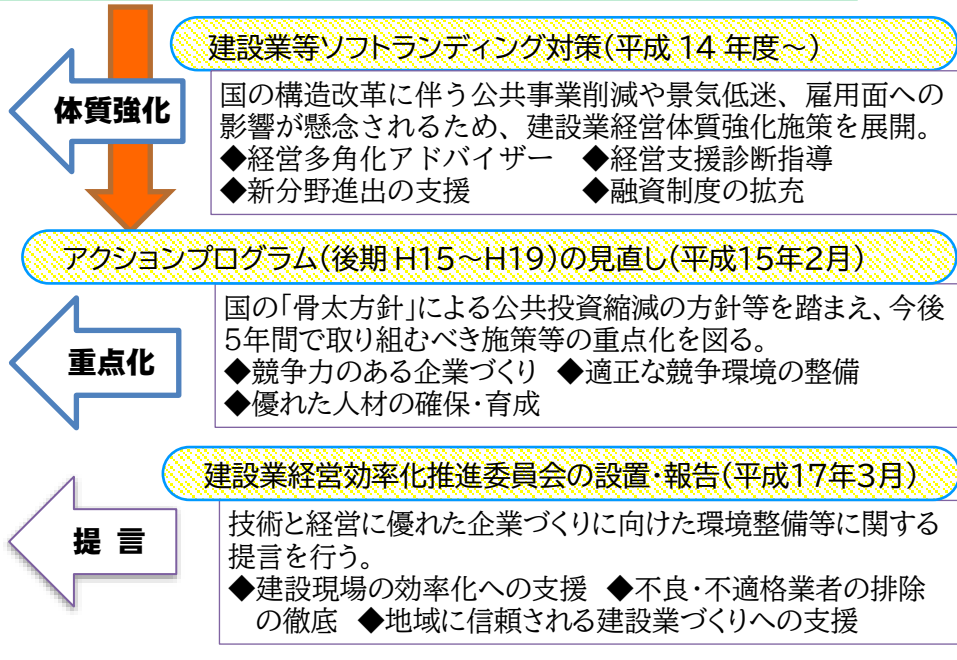 建設業等ソフトランディング対策(平成 14 年度～)
体質強化
国の構造改革に伴う公共事業削減や景気低迷、雇用面への
影響が懸念されるため、建設業経営体質強化施策を展開。
◆経営多角化アドバイザー ◆経営支援診断指導
◆新分野進出の支援 ◆融資制度の拡充
アクションプログラム(後期 H15～H19)の見直し(平成15年2月)
重点化
国の「骨太方針」による公共投資縮減の方針等を踏まえ、今後
5年間で取り組むべき施策等の重点化を図る。
◆競争力のある企業づくり ◆適正な競争環境の整備
◆優れた人材の確保・育成
建設業経営効率化推進委員会の設置・報告(平成17年3月)
提 言
技術と経営に優れた企業づくりに向けた環境整備等に関する
提言を行う。
◆建設現場の効率化への支援 ◆不良・不適格業者の排除
の徹底 ◆地域に信頼される建設業づくりへの支援